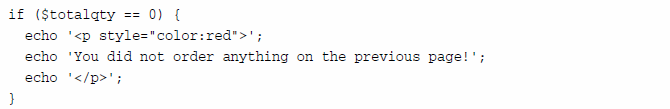 if ($totalqty == 0) {
  echo '<p style="color:red">';
  echo 'You did not order anything on the previous page!';
  echo '</p>';
}